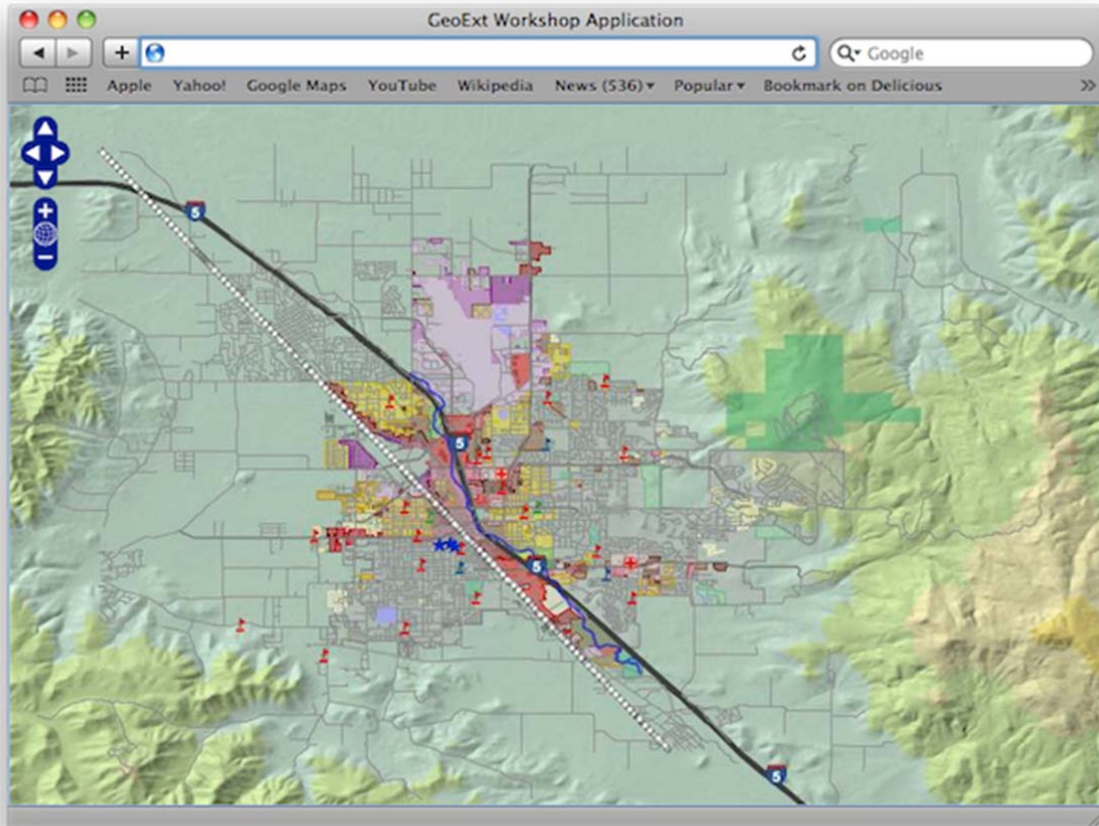 GeoExt Workshop Application
Google
Apple Yahoo! Google Maps YouTube Wikipedia News (536) Popular Bookmark on Delicious
5
5
5
5